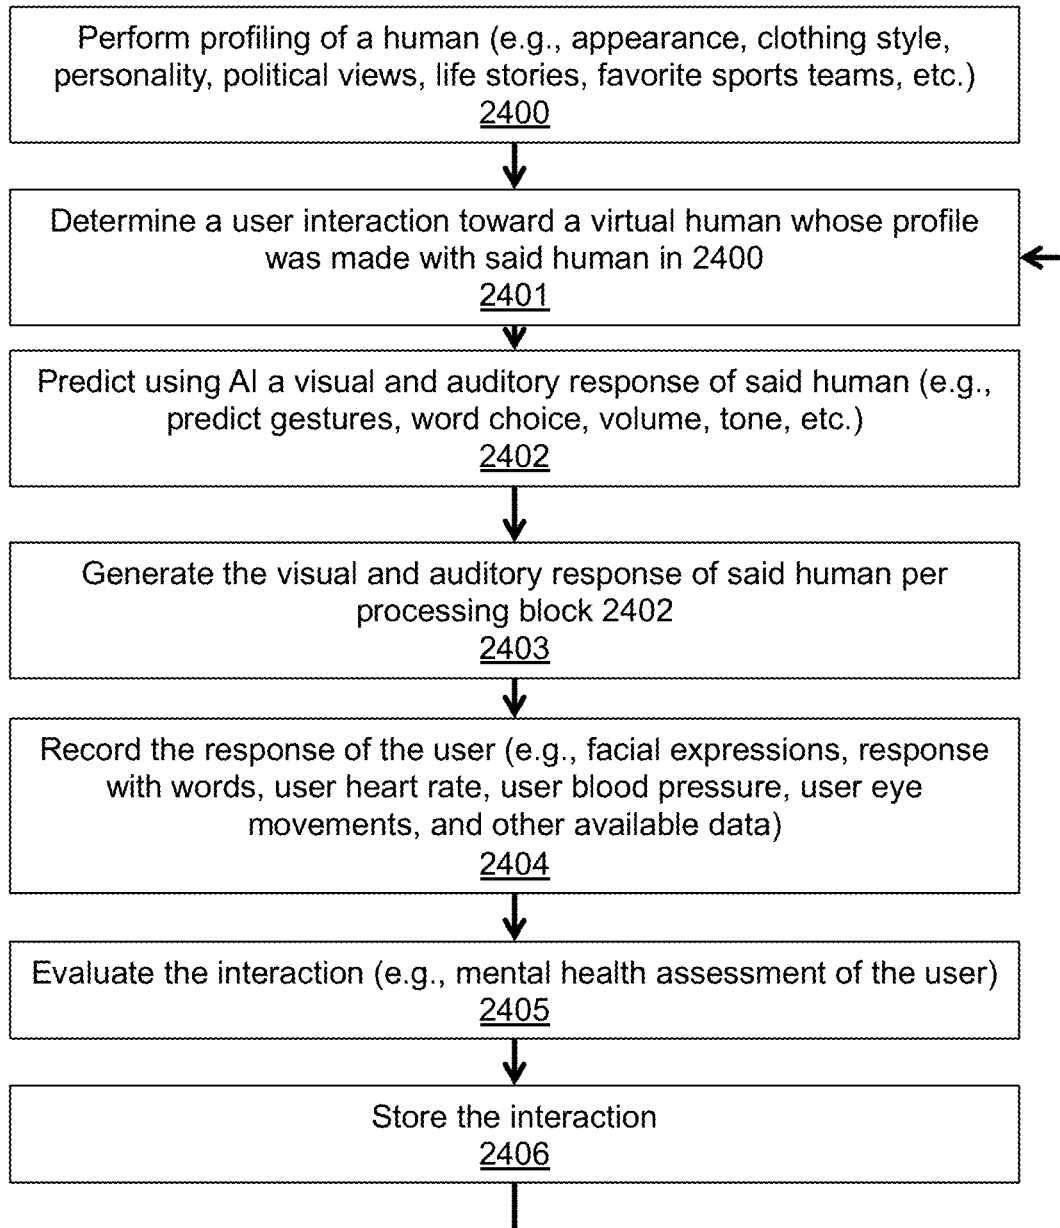 Perform profiling of a human (e.g., appearance, clothing style,
personality, political views, life stories, favorite sports teams, etc.)
2400
Determine a user interaction toward a virtual human whose profile
was made with said human in 2400
2401
Predict using AI a visual and auditory response of said human (e.g.,
predict gestures, word choice, volume, tone, etc.)
2402
Generate the visual and auditory response of said human per
processing block 2402
2403
Record the response of the user (e.g., facial expressions, response
with words, user heart rate, user blood pressure, user eye
movements, and other available data)
2404
Evaluate the interaction (e.g., mental health assessment of the user)
2405
Store the interaction
2406